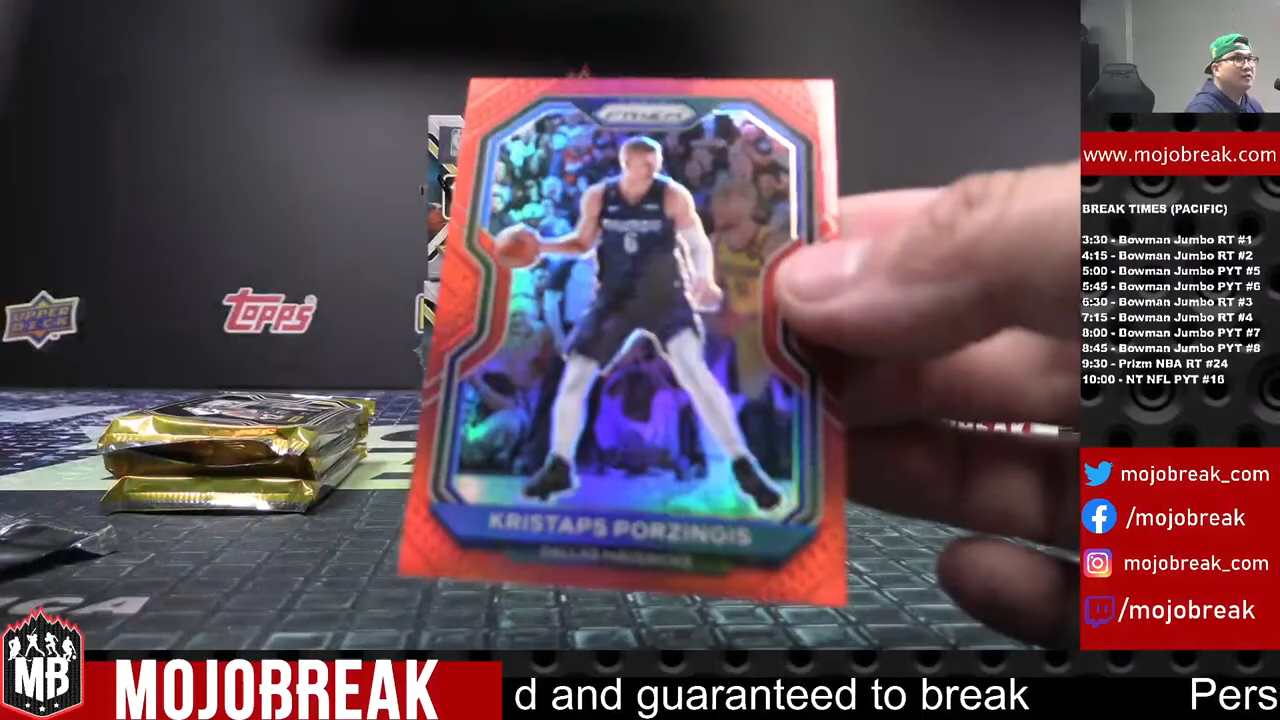 PRIZM
6
KRISTAPS PORZINGIS
DALLAS MAVERICKS
UPPER
DECK
TOPPS
www.mojobreak.com
BREAK TIMES (PACIFIC)
3:30 - Bowman Jumbo RT #1
4:15 - Bowman Jumbo RT #2
5:00 - Bowman Jumbo PYT #5
5:45 - Bowman Jumbo PYT #6
6:30 - Bowman Jumbo RT #3
7:15 - Bowman Jumbo RT #4
8:00 - Bowman Jumbo PYT #7
8:45 - Bowman Jumbo PYT #8
9:30 - Prizm NBA RT #24
10:00 - NT NFL PYT #16
mojobreak_com
/mojobreak
mojobreak_com
/mojobreak
MB
MOJOBREAK
d and guaranteed to break
Pers